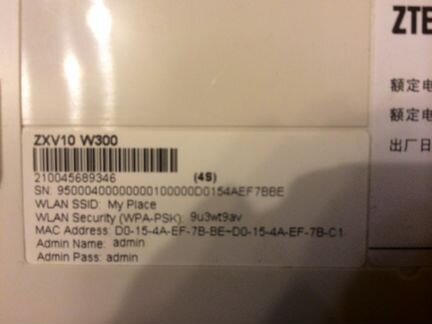 ZXV10 W300
210045689346 (4S)
SN: 95000400000000100000D0154AEF7BBE
WLAN SSID: My Place
WLAN Security (WPA-PSK): 9u3wt9av
MAC Address: D0-15-4A-EF-7B-BE~D0-15-4A-EF-7B-C1
Admin Name: admin
Admin Pass: admin
ZTE
额定电
额定电
出厂日